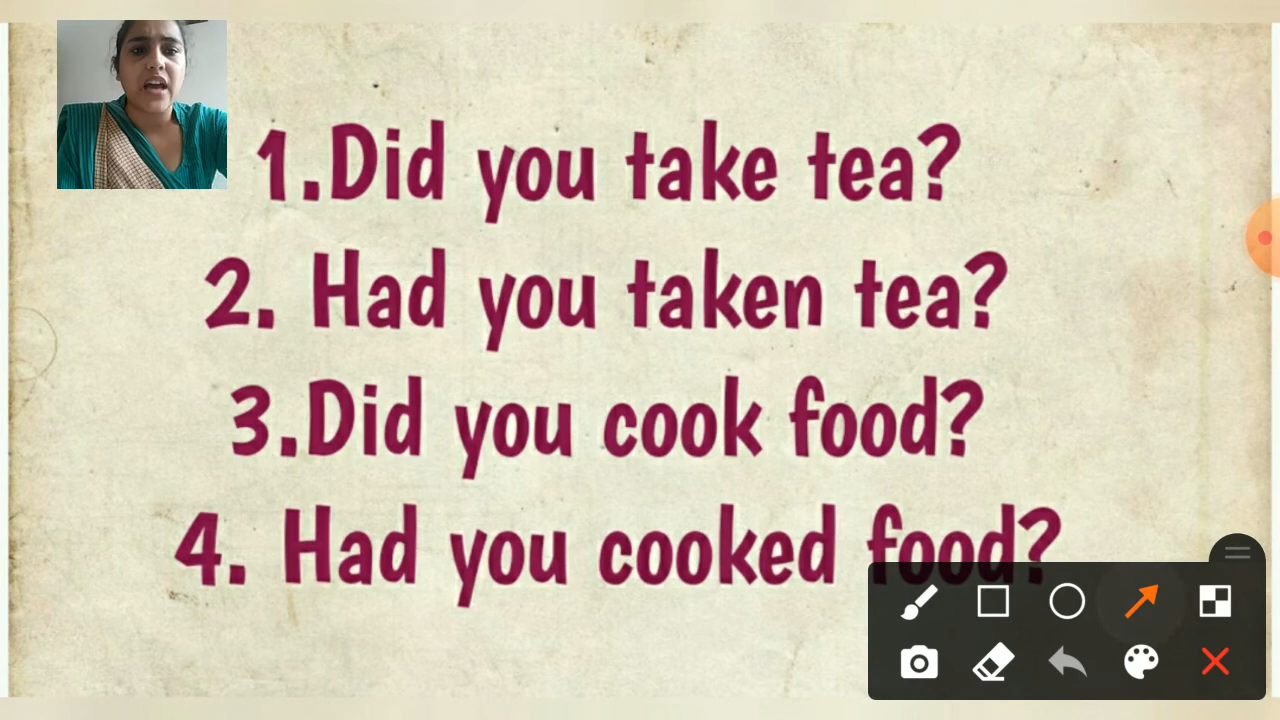 1.Did you take tea?
2. Had you taken tea?
3.Did you cook food?
4. Had you cooked food?